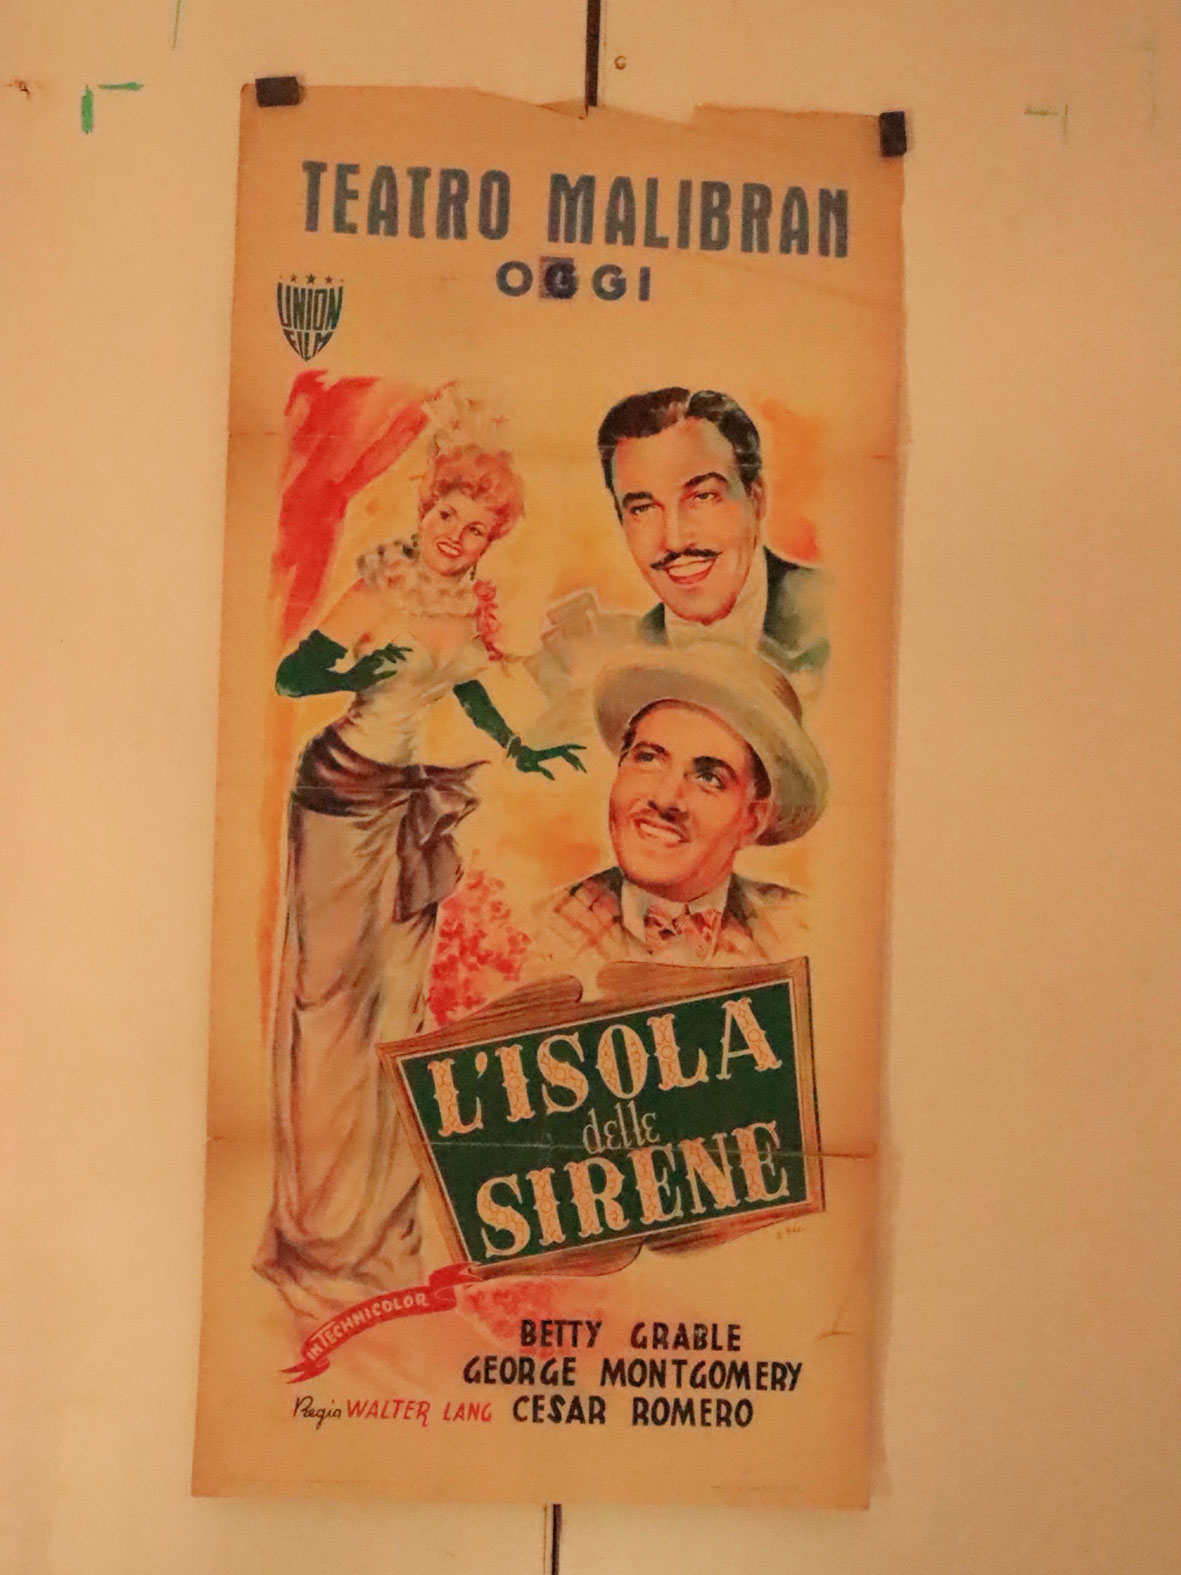 TEATRO MALIBRAN
OGGI
UNION
FILM
L'ISOLA
delle
SIRENE
IN TECHNICOLOR
BETTY GRABLE
GEORGE MONTGOMERY
Regia WALTER LANG CESAR ROMERO